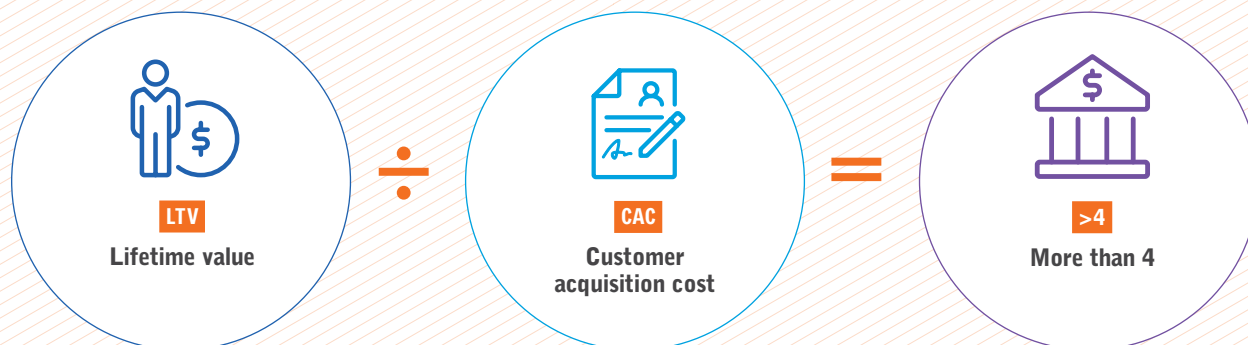 LTV
Lifetime value
÷
CAC
Customer
acquisition cost
=
>4
More than 4
$
$